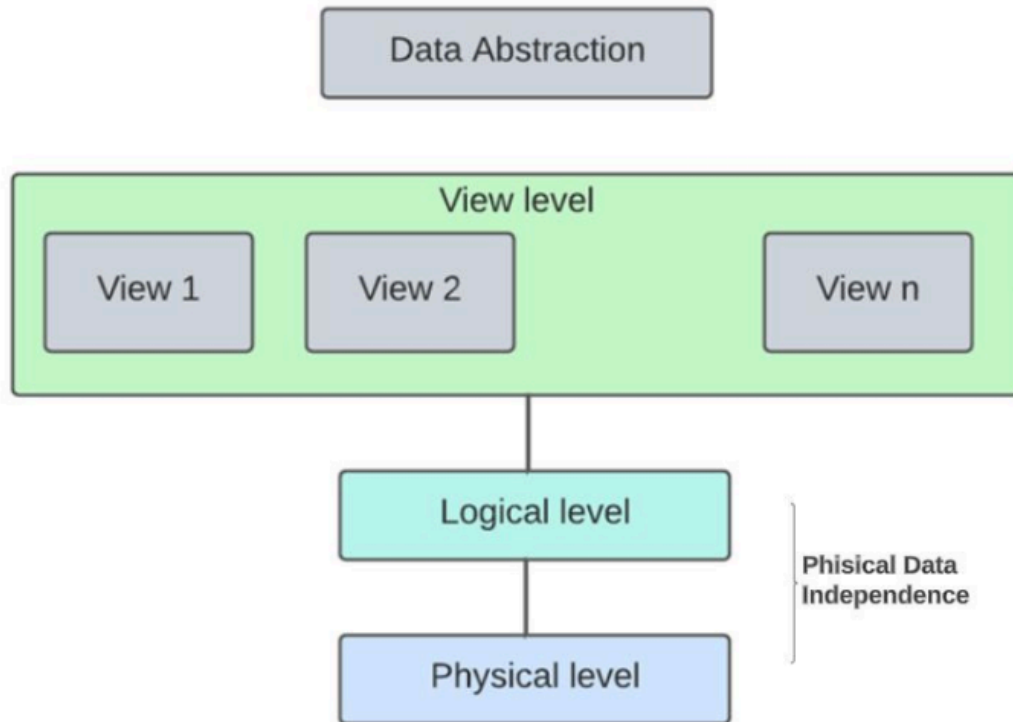 Data Abstraction
View level
View 1
View 2
View n
Logical level
Phisical Data
Independence
Physical level